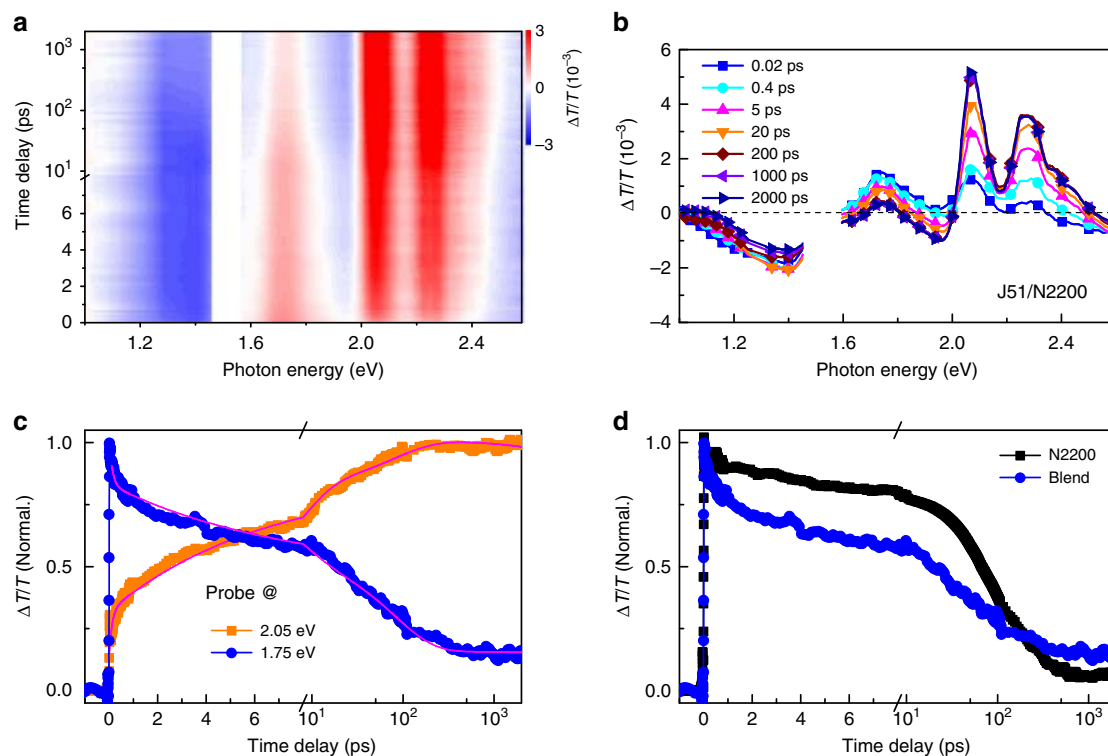 a
10³
10²
10¹
6
4
2
0
Time delay (ps)
1.2
1.6
2.0
2.4
Photon energy (eV)
3
0
−3
ΔT/T (10⁻³)
b
6
4
2
0
−2
−4
ΔT/T (10⁻³)
0.02 ps
0.4 ps
5 ps
20 ps
200 ps
1000 ps
2000 ps
J51/N2200
1.2
1.6
2.0
2.4
Photon energy (eV)
c
1.0
0.5
0.0
ΔT/T (Normal.)
Probe @
2.05 eV
1.75 eV
0
2
4
6
10¹
10²
10³
Time delay (ps)
d
1.0
0.5
0.0
ΔT/T (Normal.)
N2200
Blend
0
2
4
6
10¹
10²
10³
Time delay (ps)